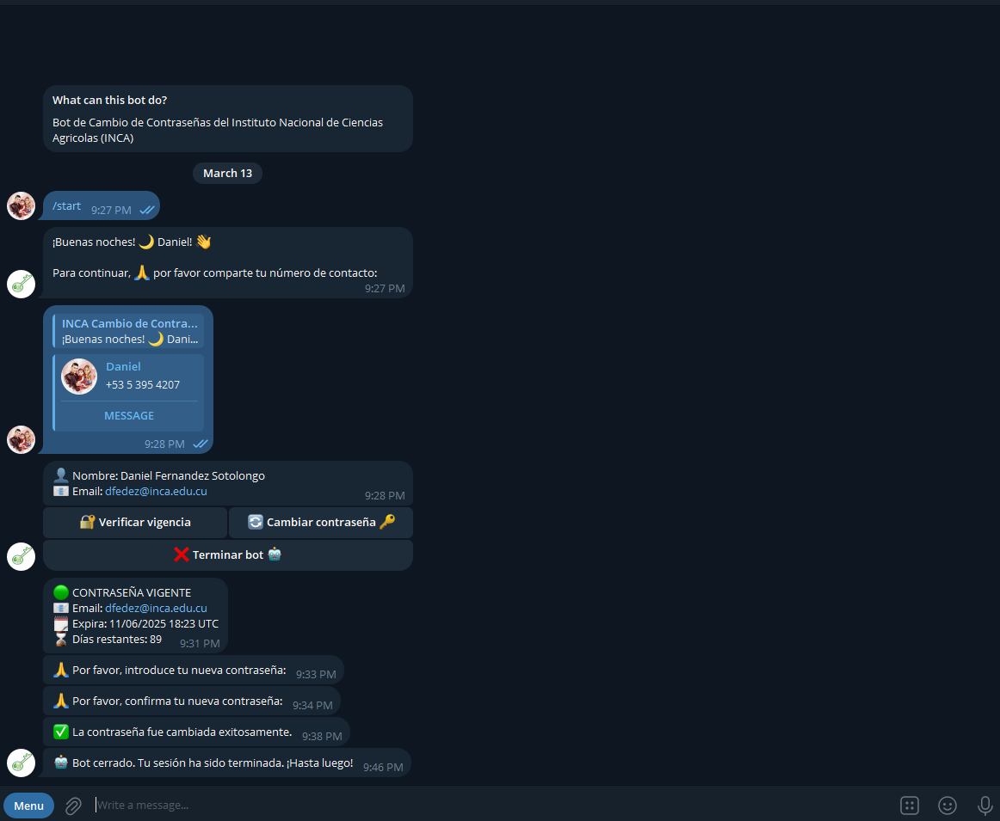 What can this bot do?
Bot de Cambio de Contraseñas del Instituto Nacional de Ciencias
Agricolas (INCA)
March 13
/start 9:27 PM
¡Buenas noches! 🌙 Daniel! 👋
Para continuar, 🙏 por favor comparte tu número de contacto:
9:27 PM
INCA Cambio de Contra...
¡Buenas noches! 🌙 Dani...
Daniel
+53 5 395 4207
MESSAGE
9:28 PM
👤 Nombre: Daniel Fernandez Sotolongo
📧 Email: dfedez@inca.edu.cu
9:28 PM
🔐 Verificar vigencia
🔄 Cambiar contraseña 🔑
❌ Terminar bot 🤖
🟢 CONTRASEÑA VIGENTE
📧 Email: dfedez@inca.edu.cu
🗓 Expira: 11/06/2025 18:23 UTC
⏳ Días restantes: 89 9:31 PM
🙏 Por favor, introduce tu nueva contraseña: 9:33 PM
🙏 Por favor, confirma tu nueva contraseña: 9:34 PM
✅ La contraseña fue cambiada exitosamente. 9:38 PM
🤖 Bot cerrado. Tu sesión ha sido terminada. ¡Hasta luego! 9:46 PM
Menu
Write a message...